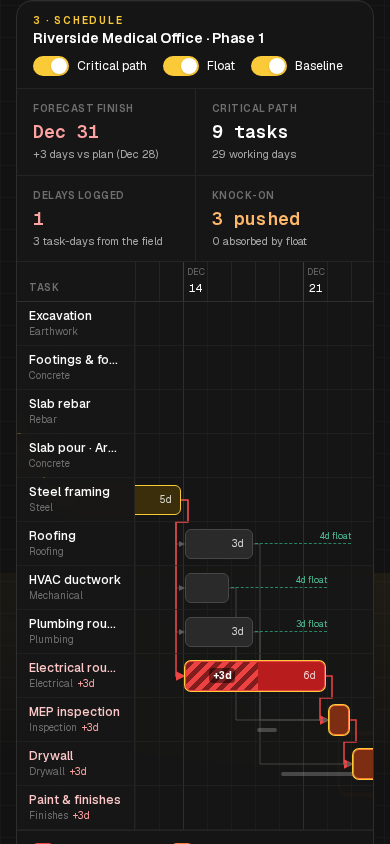 3 · SCHEDULE
Riverside Medical Office · Phase 1
Critical path Float Baseline
FORECAST FINISH
Dec 31
+3 days vs plan (Dec 28)
CRITICAL PATH
9 tasks
29 working days
DELAYS LOGGED
1
3 task-days from the field
KNOCK-ON
3 pushed
0 absorbed by float
TASK
DEC
14
DEC
21
Excavation
Earthwork
Footings & fo...
Concrete
Slab rebar
Rebar
Slab pour · Ar...
Concrete
Steel framing
Steel
5d
Roofing
Roofing
3d
4d float
HVAC ductwork
Mechanical
4d float
Plumbing rou...
Plumbing
3d
3d float
Electrical rou...
Electrical +3d
+3d
6d
MEP inspection
Inspection +3d
Drywall
Drywall +3d
Paint & finishes
Finishes +3d